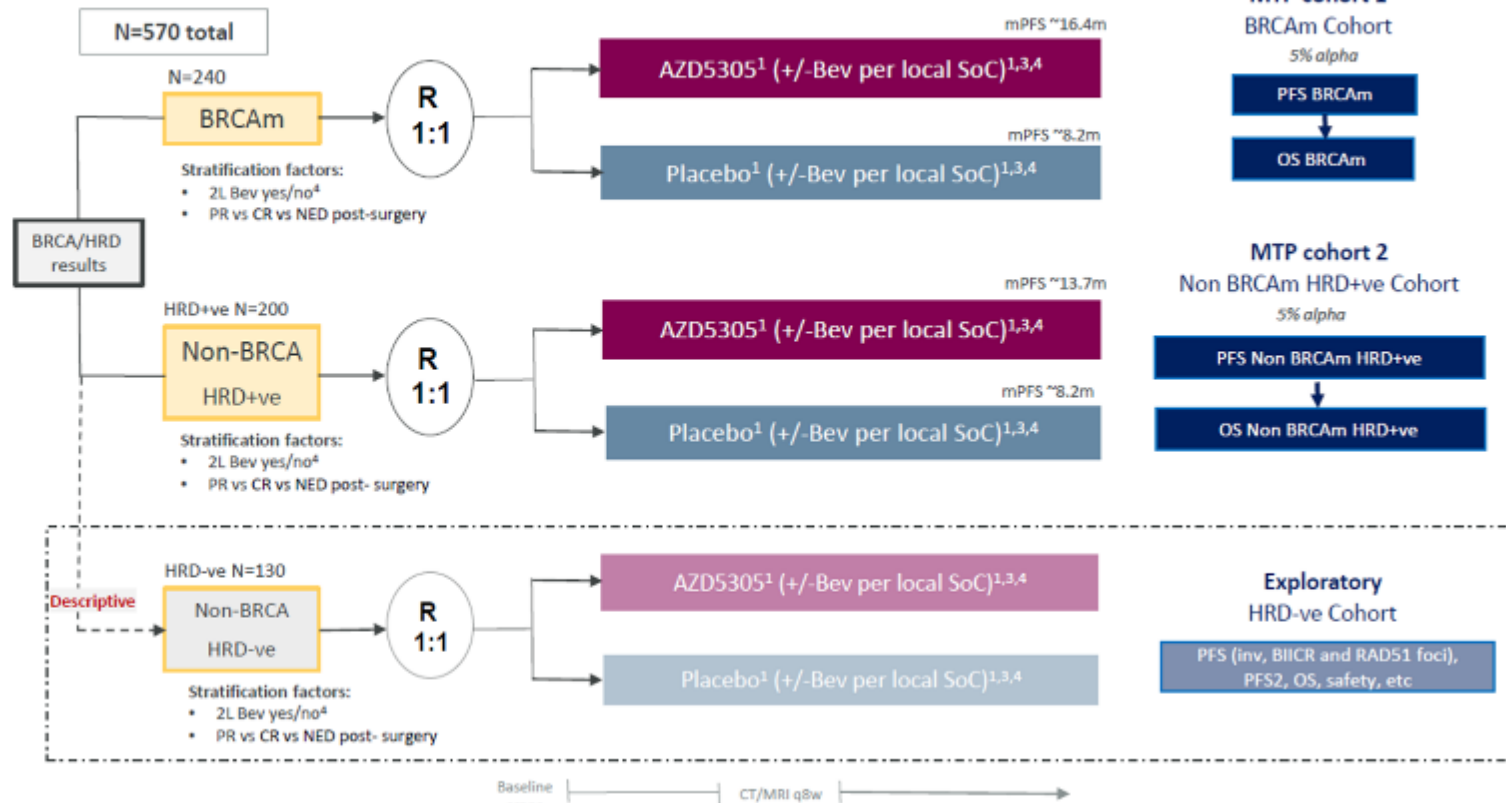 N=570 total
N=240
BRCAm
Stratification factors:
• 2L Bev yes/no⁴
• PR vs CR vs NED post-surgery
R
1:1
mPFS ~16.4m
AZD5305¹ (+/-Bev per local SoC)¹,³,⁴
mPFS ~8.2m
Placebo¹ (+/-Bev per local SoC)¹,³,⁴
MTP cohort 1
BRCAm Cohort
5% alpha
PFS BRCAm
OS BRCAm
BRCA/HRD
results
HRD+ve N=200
Non-BRCA
HRD+ve
Stratification factors:
• 2L Bev yes/no⁴
• PR vs CR vs NED post- surgery
R
1:1
mPFS ~13.7m
AZD5305¹ (+/-Bev per local SoC)¹,³,⁴
mPFS ~8.2m
Placebo¹ (+/-Bev per local SoC)¹,³,⁴
MTP cohort 2
Non BRCAm HRD+ve Cohort
5% alpha
PFS Non BRCAm HRD+ve
OS Non BRCAm HRD+ve
Descriptive
HRD-ve N=130
Non-BRCA
HRD-ve
Stratification factors:
• 2L Bev yes/no⁴
• PR vs CR vs NED post- surgery
R
1:1
AZD5305¹ (+/-Bev per local SoC)¹,³,⁴
Placebo¹ (+/-Bev per local SoC)¹,³,⁴
Exploratory
HRD-ve Cohort
PFS (inv, BIICR and RAD51 foci),
PFS2, OS, safety, etc
Baseline
CT/MRI q8w